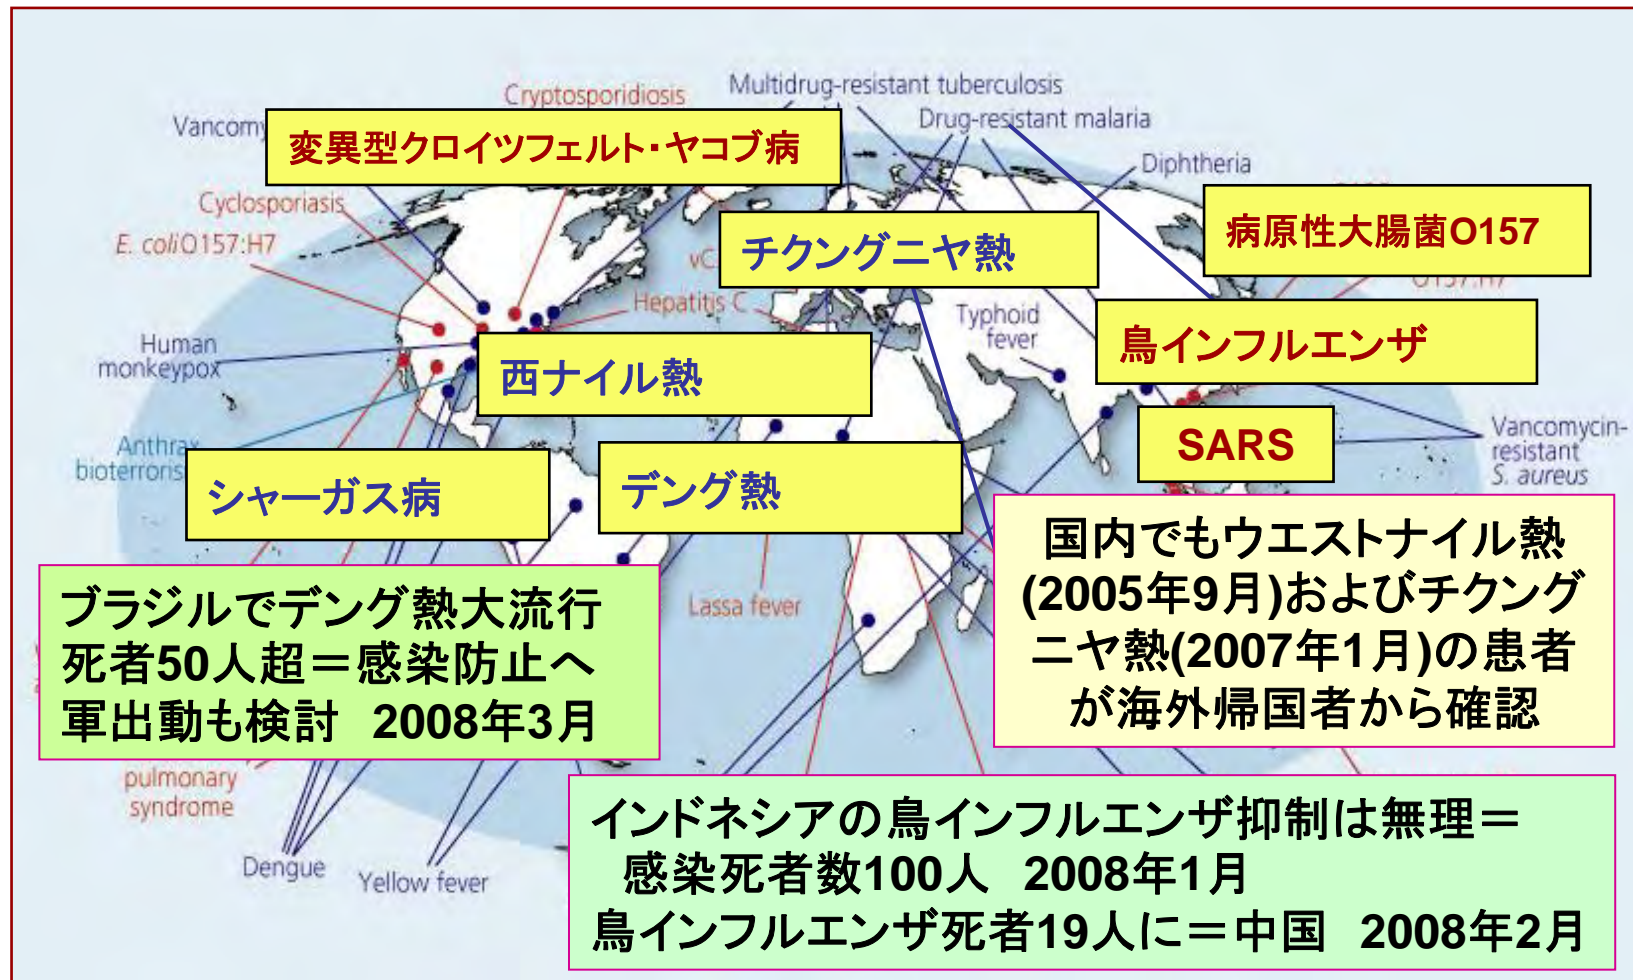 Multidrug-resistant tuberculosis
Cryptosporidiosis
Drug-resistant malaria
変異型クロイツフェルト・ヤコブ病
Diphtheria
Cyclosporiasis
E. coli O157:H7
チクングニヤ熱
病原性大腸菌O157
O157:H7
Hepatitis C
Typhoid
fever
鳥インフルエンザ
Human
monkeypox
西ナイル熱
SARS
Vancomycin-
resistant
S. aureus
Anthrax
シャーガス病
デング熱
国内でもウエストナイル熱
(2005年9月)およびチクング
ニヤ熱(2007年1月)の患者
が海外帰国者から確認
ブラジルでデング熱大流行
死者50人超＝感染防止へ
軍出動も検討 2008年3月
Lassa fever
pulmonary
syndrome
インドネシアの鳥インフルエンザ抑制は無理＝
感染死者数100人 2008年1月
鳥インフルエンザ死者19人に＝中国 2008年2月
Dengue
Yellow fever